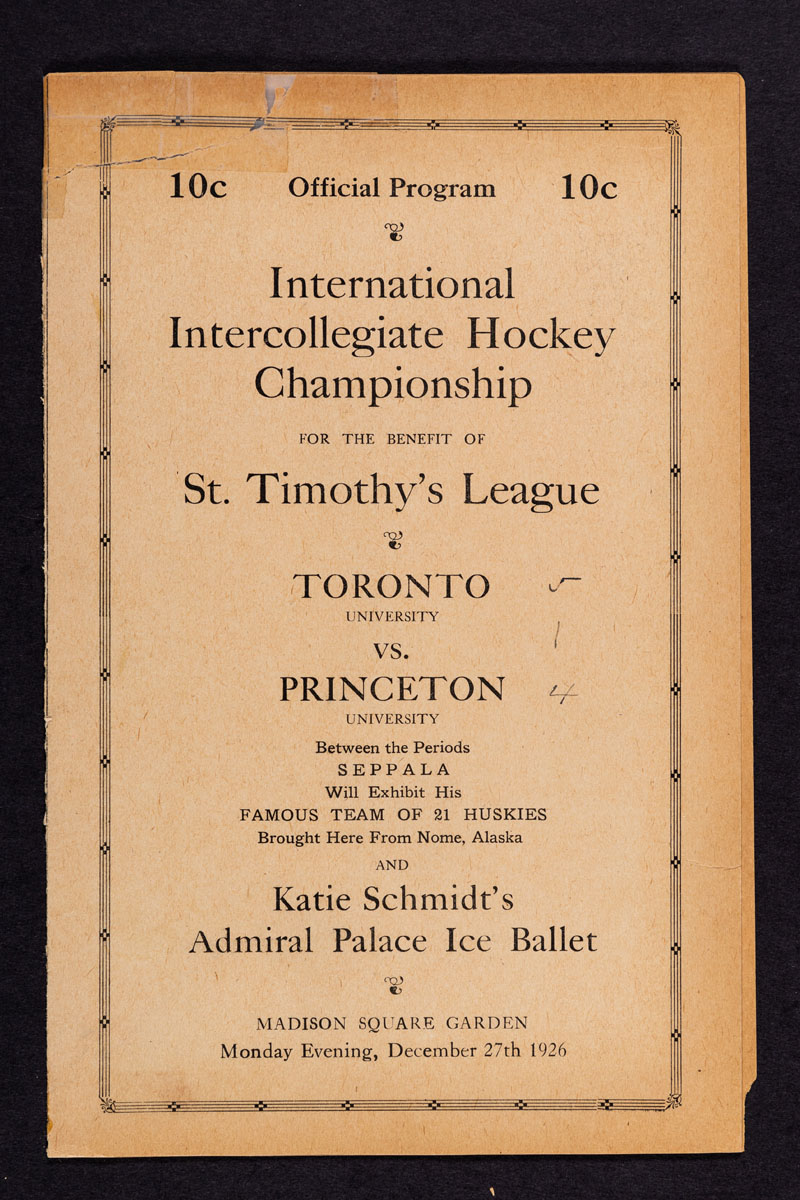 10c Official Program 10c
International
Intercollegiate Hockey
Championship
FOR THE BENEFIT OF
St. Timothy's League
TORONTO 5
UNIVERSITY
VS.
PRINCETON 4
UNIVERSITY
Between the Periods
SEPPALA
Will Exhibit His
FAMOUS TEAM OF 21 HUSKIES
Brought Here From Nome, Alaska
AND
Katie Schmidt's
Admiral Palace Ice Ballet
MADISON SQUARE GARDEN
Monday Evening, December 27th 1926